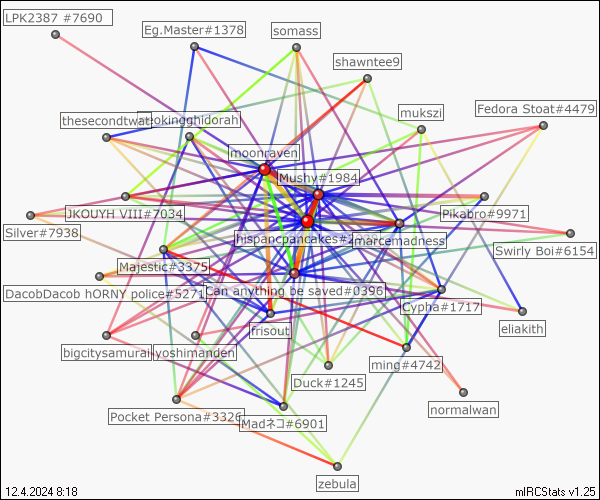 LPK2387 #7690
Eg.Master#1378
somass
shawntee9
mukszi
Fedora Stoat#4479
thesecondtwat
eokingghidorah
moonraven
Mushy#1984
JKOUYH VIII#7034
Pikabro#9971
Silver#7938
hispanicpancakes#2
marcemadness
Swirly Boi#6154
Majestic#3375
DacobDacob hORNY police#5271
Can anything be saved#0396
Cypha#1717
frisout
eliakith
bigcitysamurai
yoshimanden
ming#4742
Duck#1245
normalwan
Pocket Persona#3326
Madネコ#6901
zebula
12.4.2024 8:18
mIRCStats v1.25